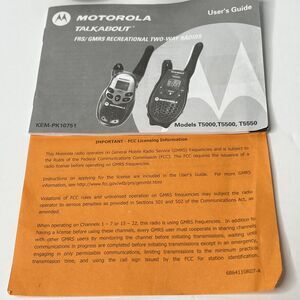 MOTOROLA
User's Guide
TALKABOUT
FRS/ GMRS RECREATIONAL TWO-WAY RADIOS
KEM-PK10751
Models T5000, T5500, T5550
IMPORTANT - FCC Licensing Information
This Motorola radio operates on General Mobile Radio Service (GMRS) frequencies and is subject to
the Rules of the Federal Communications Commission (FCC). The FCC requires the issuance of a
radio license before operating on GMRS frequencies.
Instructions on applying for the license are included in the User's Guide. For more GMRS
information, see http://www.fcc.gov/wtb/prs/genmbl.html
Violations of FCC rules and unlicensed operation on GMRS frequencies may subject the radio
operator to serious penalties as provided in Sections 501 and 502 of the Communications Act, as
amended.
When operating on Channels 1 - 7 or 15 - 22, this radio is using GMRS frequencies. In addition to
having a license before using these channels, every GMRS user must cooperate in sharing channels
with other GMRS users by monitoring the channel before initiating transmissions, waiting until
communications in progress are completed before initiating transmissions except in an emergency,
engaging in only permissible communications, limiting transmissions to the minimum practical
transmission time, and using the call sign issued by the FCC for station identification.
6864110R07-A